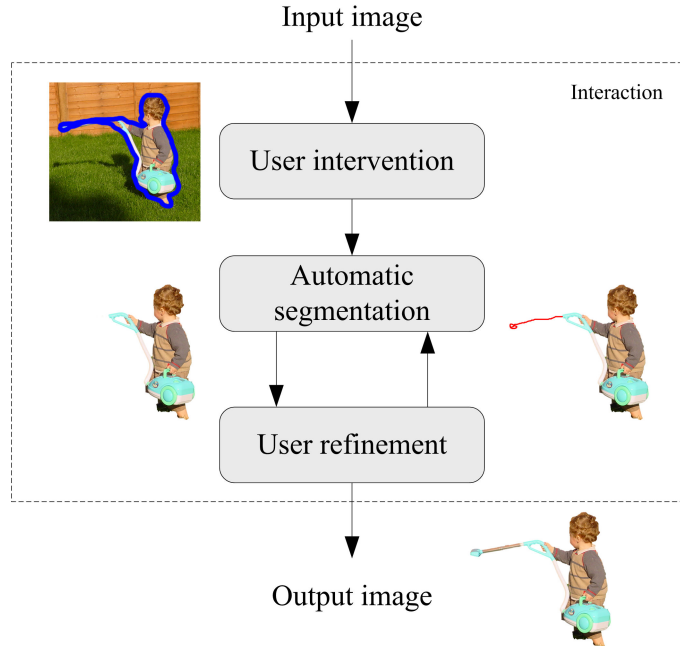 Input image
Interaction
User intervention
Automatic
segmentation
User refinement
Output image